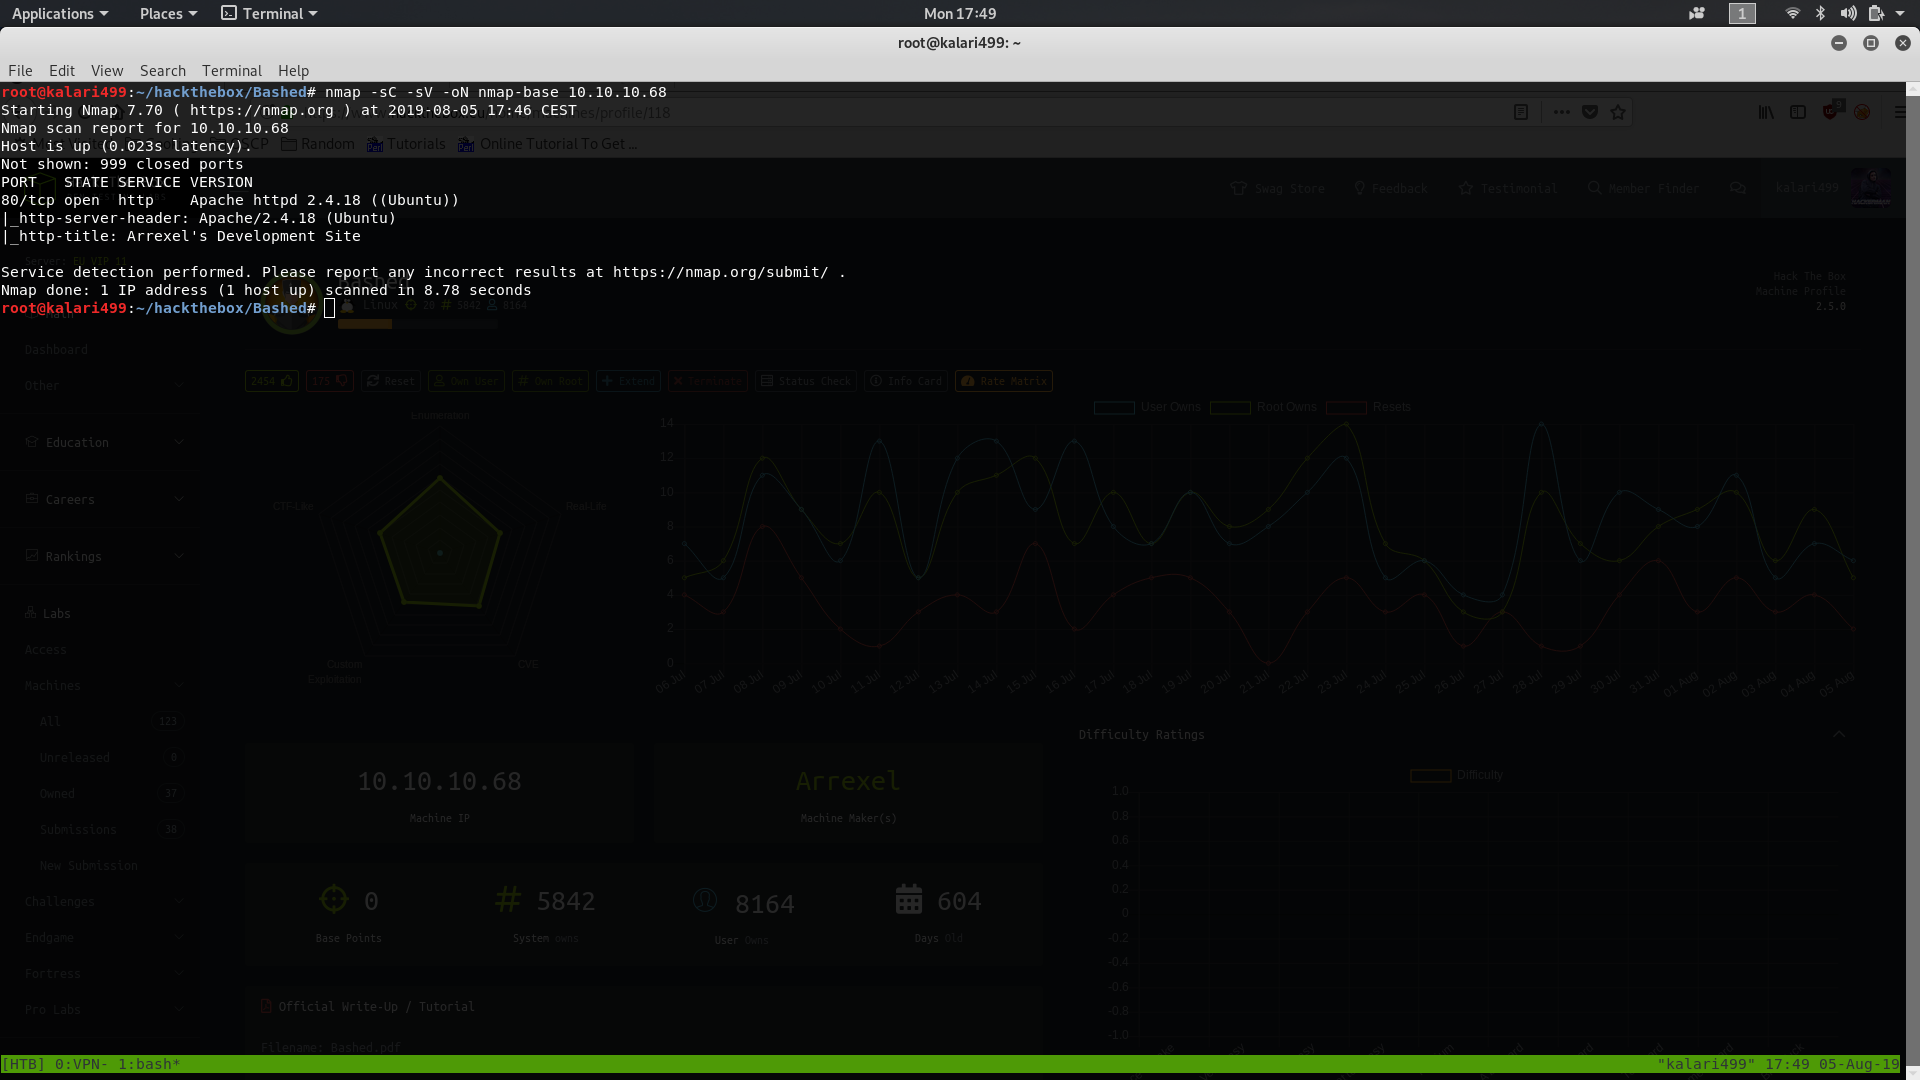 Applications Places Terminal Mon 17:49 1
root@kalari499: ~
File Edit View Search Terminal Help
root@kalari499:~/hackthebox/Bashed# nmap -sC -sV -oN nmap-base 10.10.10.68
Starting Nmap 7.70 ( https://nmap.org ) at 2019-08-05 17:46 CEST
/profile/118
Nmap scan report for 10.10.10.68
Host is up (0.023s latency).
Random Tutorials Online Tutorial To Get ...
Not shown: 999 closed ports
PORT   STATE SERVICE VERSION
80/tcp open  http    Apache httpd 2.4.18 ((Ubuntu))
|_http-server-header: Apache/2.4.18 (Ubuntu)
|_http-title: Arrexel's Development Site
Swag Store Feedback Testimonial Member Finder kalari499
Server: EU VIP 11
Service detection performed. Please report any incorrect results at https://nmap.org/submit/ .
Nmap done: 1 IP address (1 host up) scanned in 8.78 seconds
root@kalari499:~/hackthebox/Bashed#
Bashed
Linux 20 # 5842 8164
Hack The Box
Machine Profile
2.5.0
Main
Dashboard
Other
Education
Careers
Rankings
Labs
Access
Machines
All 123
Unreleased 8
Owned 37
Submissions 38
New Submission
Challenges
Endgame
Fortress
Pro Labs
2454 175 Reset Own User # Own Root Extend Terminate Status Check Info Card Rate Matrix
Enumeration
CTF-Like Real-Life
Custom Exploitation
CVE
User Owns Root Owns Resets
14
12
10
8
6
4
2
0
06 Jul 07 Jul 08 Jul 09 Jul 10 Jul 11 Jul 12 Jul 13 Jul 14 Jul 15 Jul 16 Jul 17 Jul 18 Jul 19 Jul 20 Jul 21 Jul 22 Jul 23 Jul 24 Jul 25 Jul 26 Jul 27 Jul 28 Jul 29 Jul 30 Jul 31 Jul 01 Aug 02 Aug 03 Aug 04 Aug 05 Aug
10.10.10.68
Machine IP
Arrexel
Machine Maker(s)
0
Base Points
# 5842
System owns
8164
User Owns
604
Days Old
Official Write-Up / Tutorial
Filename: Bashed.pdf
Difficulty Ratings
Difficulty
1.0
0.8
0.6
0.4
0.2
0
-0.2
-0.4
-0.6
-0.8
-1.0
[HTB] 0:VPN- 1:bash* "kalari499" 17:49 05-Aug-19